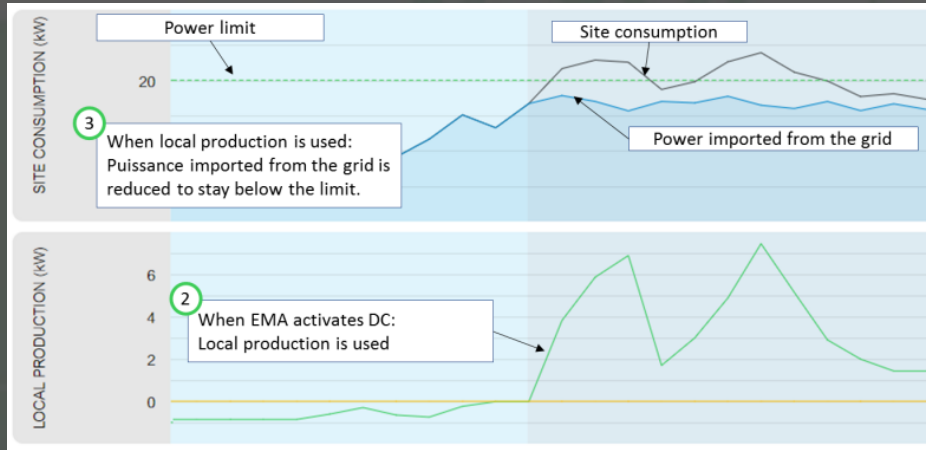 SITE CONSUMPTION (kW)
Power limit
Site consumption
20
3
When local production is used:
Puissance imported from the grid is
reduced to stay below the limit.
Power imported from the grid
LOCAL PRODUCTION (kW)
6
4
2
0
2
When EMA activates DC:
Local production is used